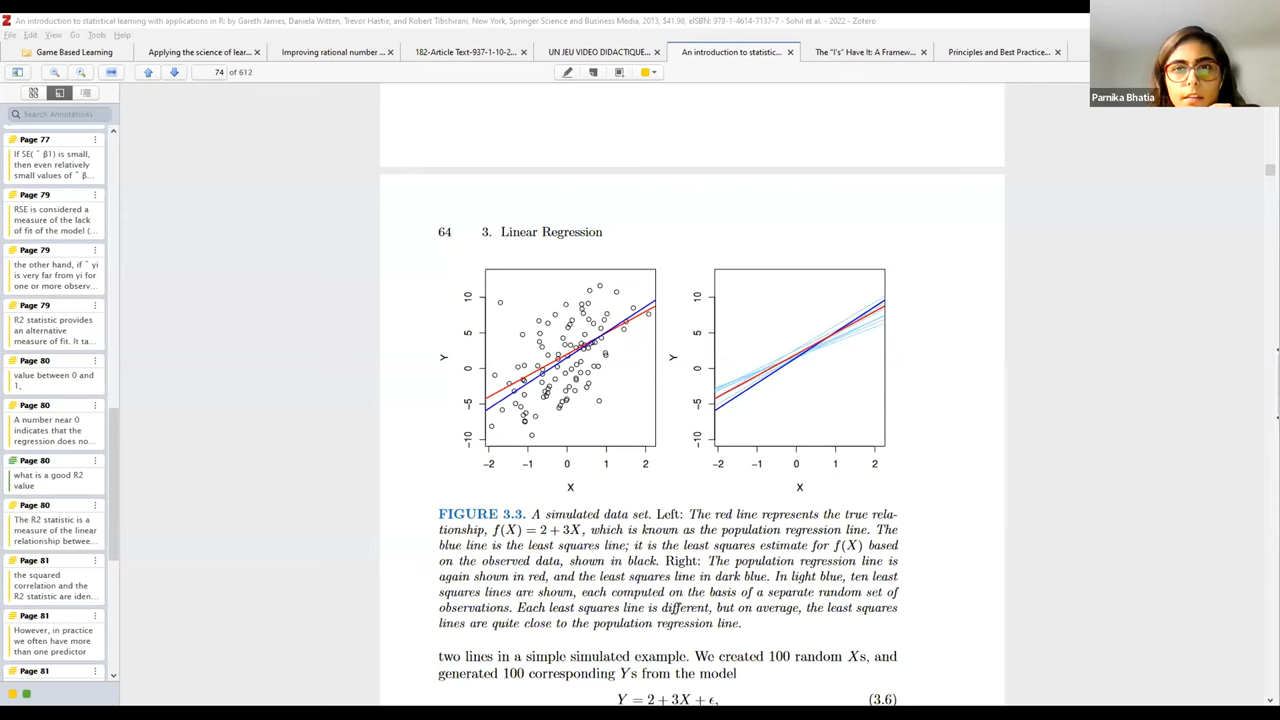 An introduction to statistical learning with applications in R: by Gareth James, Daniela Witten, Trevor Hastie, and Robert Tibshirani, New York, Springer Science and Business Media, 2013, $41.98, eISBN: 978-1-4614-7137-7 - Sohil et al. - 2022 - Zotero
File Edit View Go Tools Help
Game Based Learning
Applying the science of lear...
Improving rational number ...
182-Article Text-937-1-10-2...
UN JEU VIDEO DIDACTIQUE...
An introduction to statistic...
The "I's" Have It: A Framew...
Principles and Best Practice...
74 of 612
Parnika Bhatia
Search Annotations
Page 77
If SE( ˆ β1) is small,
then even relatively
small values of ˆ β...
Page 79
RSE is considered a
measure of the lack
of fit of the model (...
Page 79
the other hand, if ˆ yi
is very far from yi for
one or more observ...
Page 79
R2 statistic provides
an alternative
measure of fit. It ta...
Page 80
value between 0 and
1,
Page 80
A number near 0
indicates that the
regression does no...
Page 80
what is a good R2
value
Page 80
The R2 statistic is a
measure of the linear
relationship betwee...
Page 81
the squared
correlation and the
R2 statistic are iden...
Page 81
However, in practice
we often have more
than one predictor
Page 81
64 3. Linear Regression
Y
10
5
0
−5
−10
−2 −1 0 1 2
X
Y
10
5
0
−5
−10
−2 −1 0 1 2
X
FIGURE 3.3. A simulated data set. Left: The red line represents the true rela-
tionship, f(X) = 2 + 3X, which is known as the population regression line. The
blue line is the least squares line; it is the least squares estimate for f(X) based
on the observed data, shown in black. Right: The population regression line is
again shown in red, and the least squares line in dark blue. In light blue, ten least
squares lines are shown, each computed on the basis of a separate random set of
observations. Each least squares line is different, but on average, the least squares
lines are quite close to the population regression line.
two lines in a simple simulated example. We created 100 random Xs, and
generated 100 corresponding Y s from the model
Y = 2 + 3X + ϵ, (3.6)